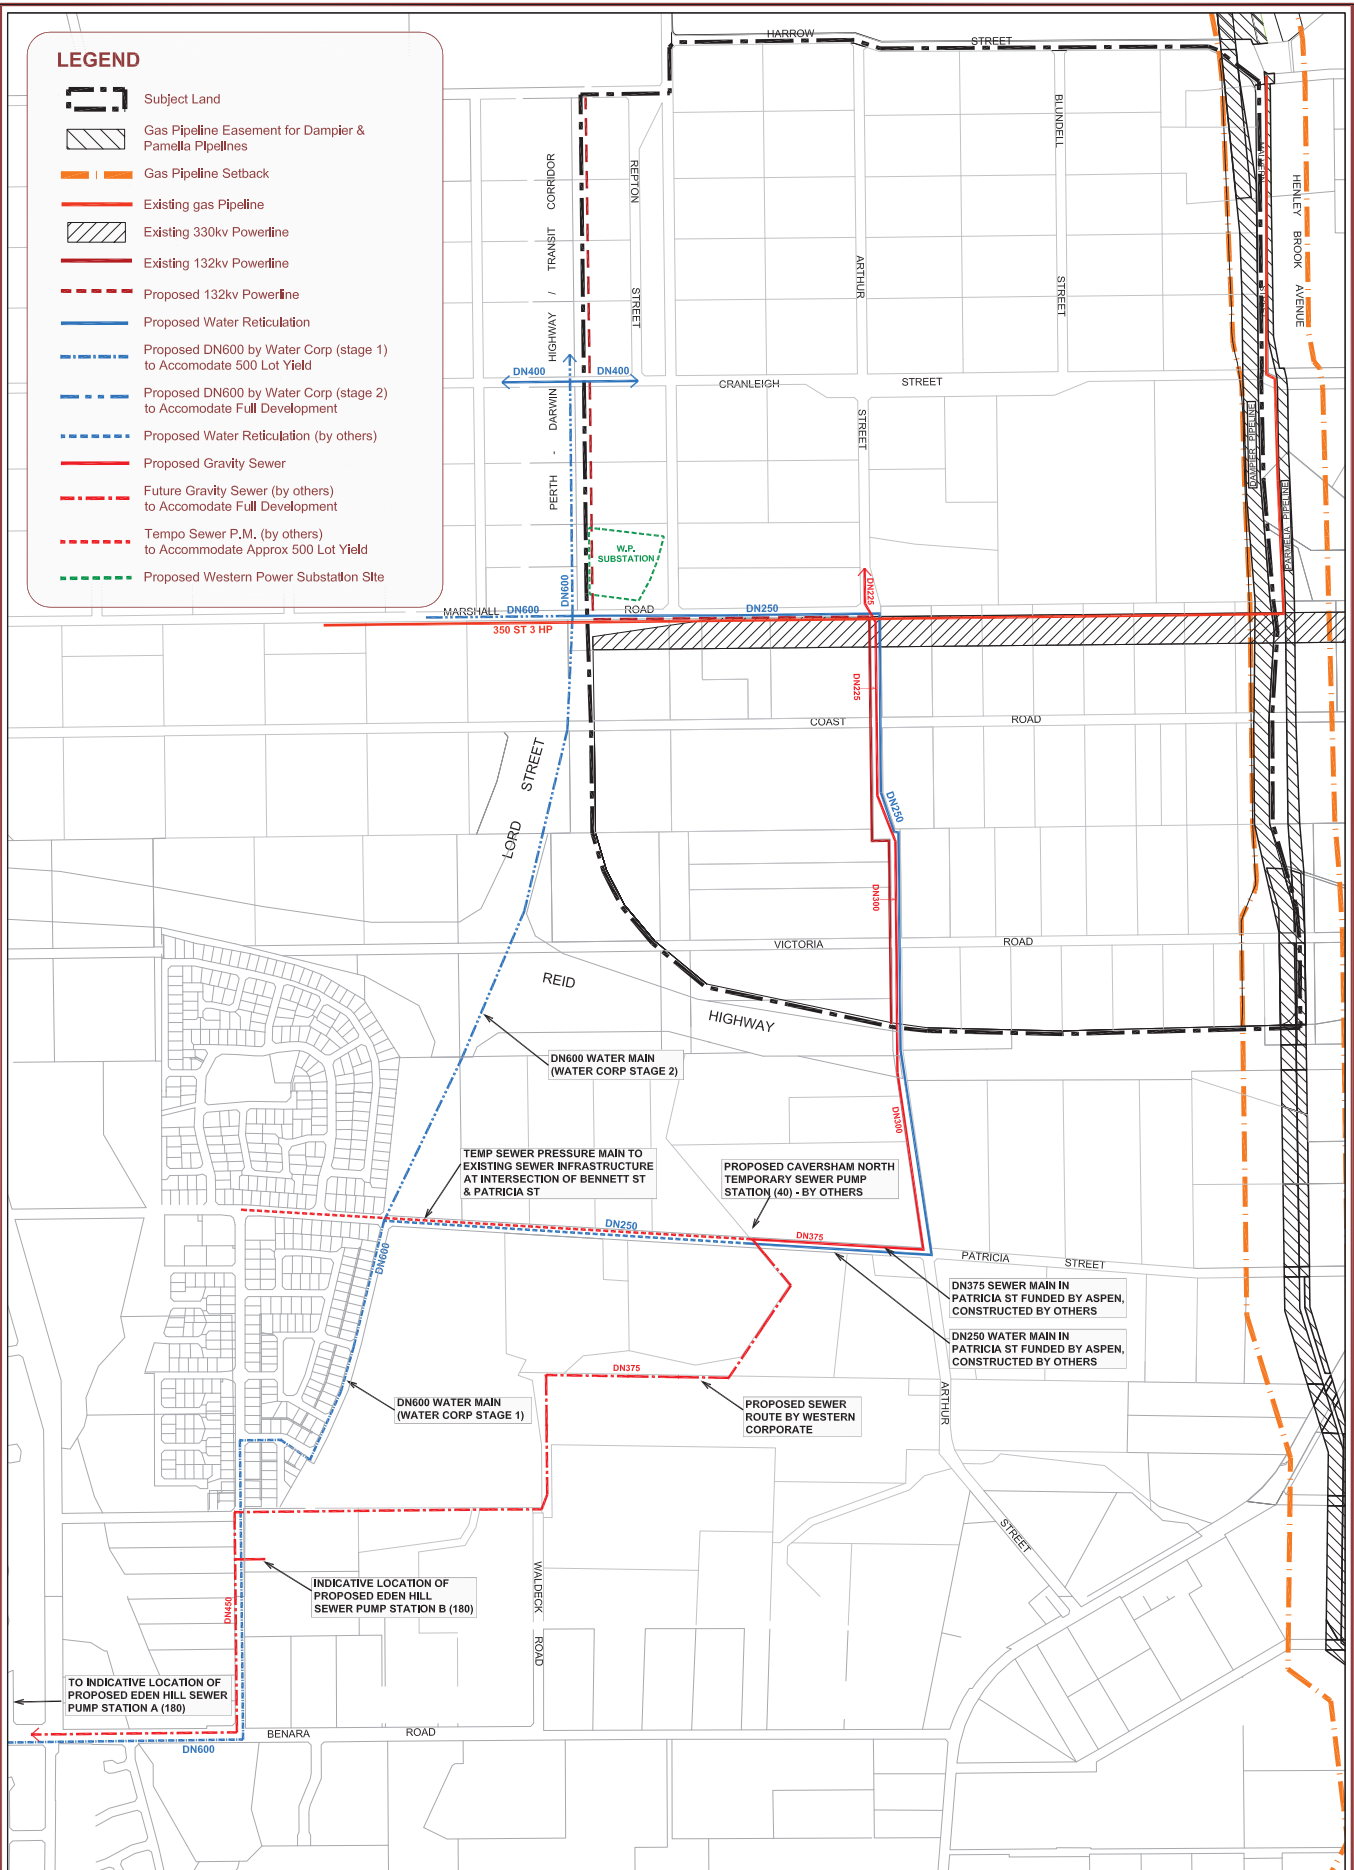 LEGEND
Subject Land
Gas Pipeline Easement for Dampier &
Pamella Pipelines
Gas Pipeline Setback
Existing gas Pipeline
Existing 330kv Powerline
Existing 132kv Powerline
Proposed 132kv Powerline
Proposed Water Reticulation
Proposed DN600 by Water Corp (stage 1)
to Accomodate 500 Lot Yield
Proposed DN600 by Water Corp (stage 2)
to Accomodate Full Development
Proposed Water Reticulation (by others)
Proposed Gravity Sewer
Future Gravity Sewer (by others)
to Accomodate Full Development
Tempo Sewer P.M. (by others)
to Accommodate Approx 500 Lot Yield
Proposed Western Power Substation Site
HARROW STREET
BLUNDELL STREET
REPTON STREET
PERTH - DARWIN HIGHWAY / TRANSIT CORRIDOR
ARTHUR STREET
HENLEY BROOK AVENUE
DN400 DN400
CRANLEIGH STREET
DAMPIER PIPELINE
PARMELIA PIPELINE
W.P.
SUBSTATION
DN600
DN225
MARSHALL ROAD
DN600
DN250
350 ST 3 HP
DN225
COAST ROAD
LORD STREET
DN250
DN300
VICTORIA ROAD
REID HIGHWAY
DN600 WATER MAIN
(WATER CORP STAGE 2)
DN300
TEMP SEWER PRESSURE MAIN TO
EXISTING SEWER INFRASTRUCTURE
AT INTERSECTION OF BENNETT ST
& PATRICIA ST
PROPOSED CAVERSHAM NORTH
TEMPORARY SEWER PUMP
STATION (40) - BY OTHERS
DN250
DN375
DN600
PATRICIA STREET
DN375 SEWER MAIN IN
PATRICIA ST FUNDED BY ASPEN,
CONSTRUCTED BY OTHERS
DN250 WATER MAIN IN
PATRICIA ST FUNDED BY ASPEN,
CONSTRUCTED BY OTHERS
DN375
DN600 WATER MAIN
(WATER CORP STAGE 1)
PROPOSED SEWER
ROUTE BY WESTERN
CORPORATE
ARTHUR STREET
INDICATIVE LOCATION OF
PROPOSED EDEN HILL
SEWER PUMP STATION B (180)
WALDECK ROAD
DN450
TO INDICATIVE LOCATION OF
PROPOSED EDEN HILL SEWER
PUMP STATION A (180)
BENARA ROAD
DN600